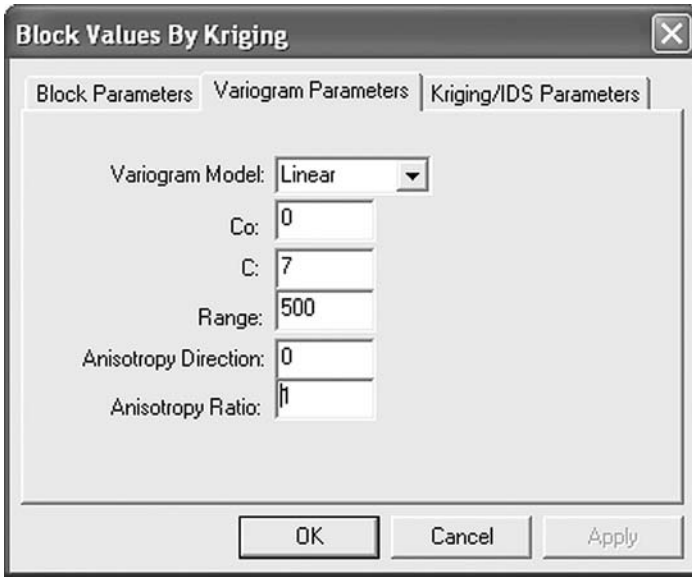 Block Values By Kriging
Block Parameters Variogram Parameters Kriging/IDS Parameters
Variogram Model: Linear
Co: 0
C: 7
Range: 500
Anisotropy Direction: 0
Anisotropy Ratio: 1
OK Cancel Apply